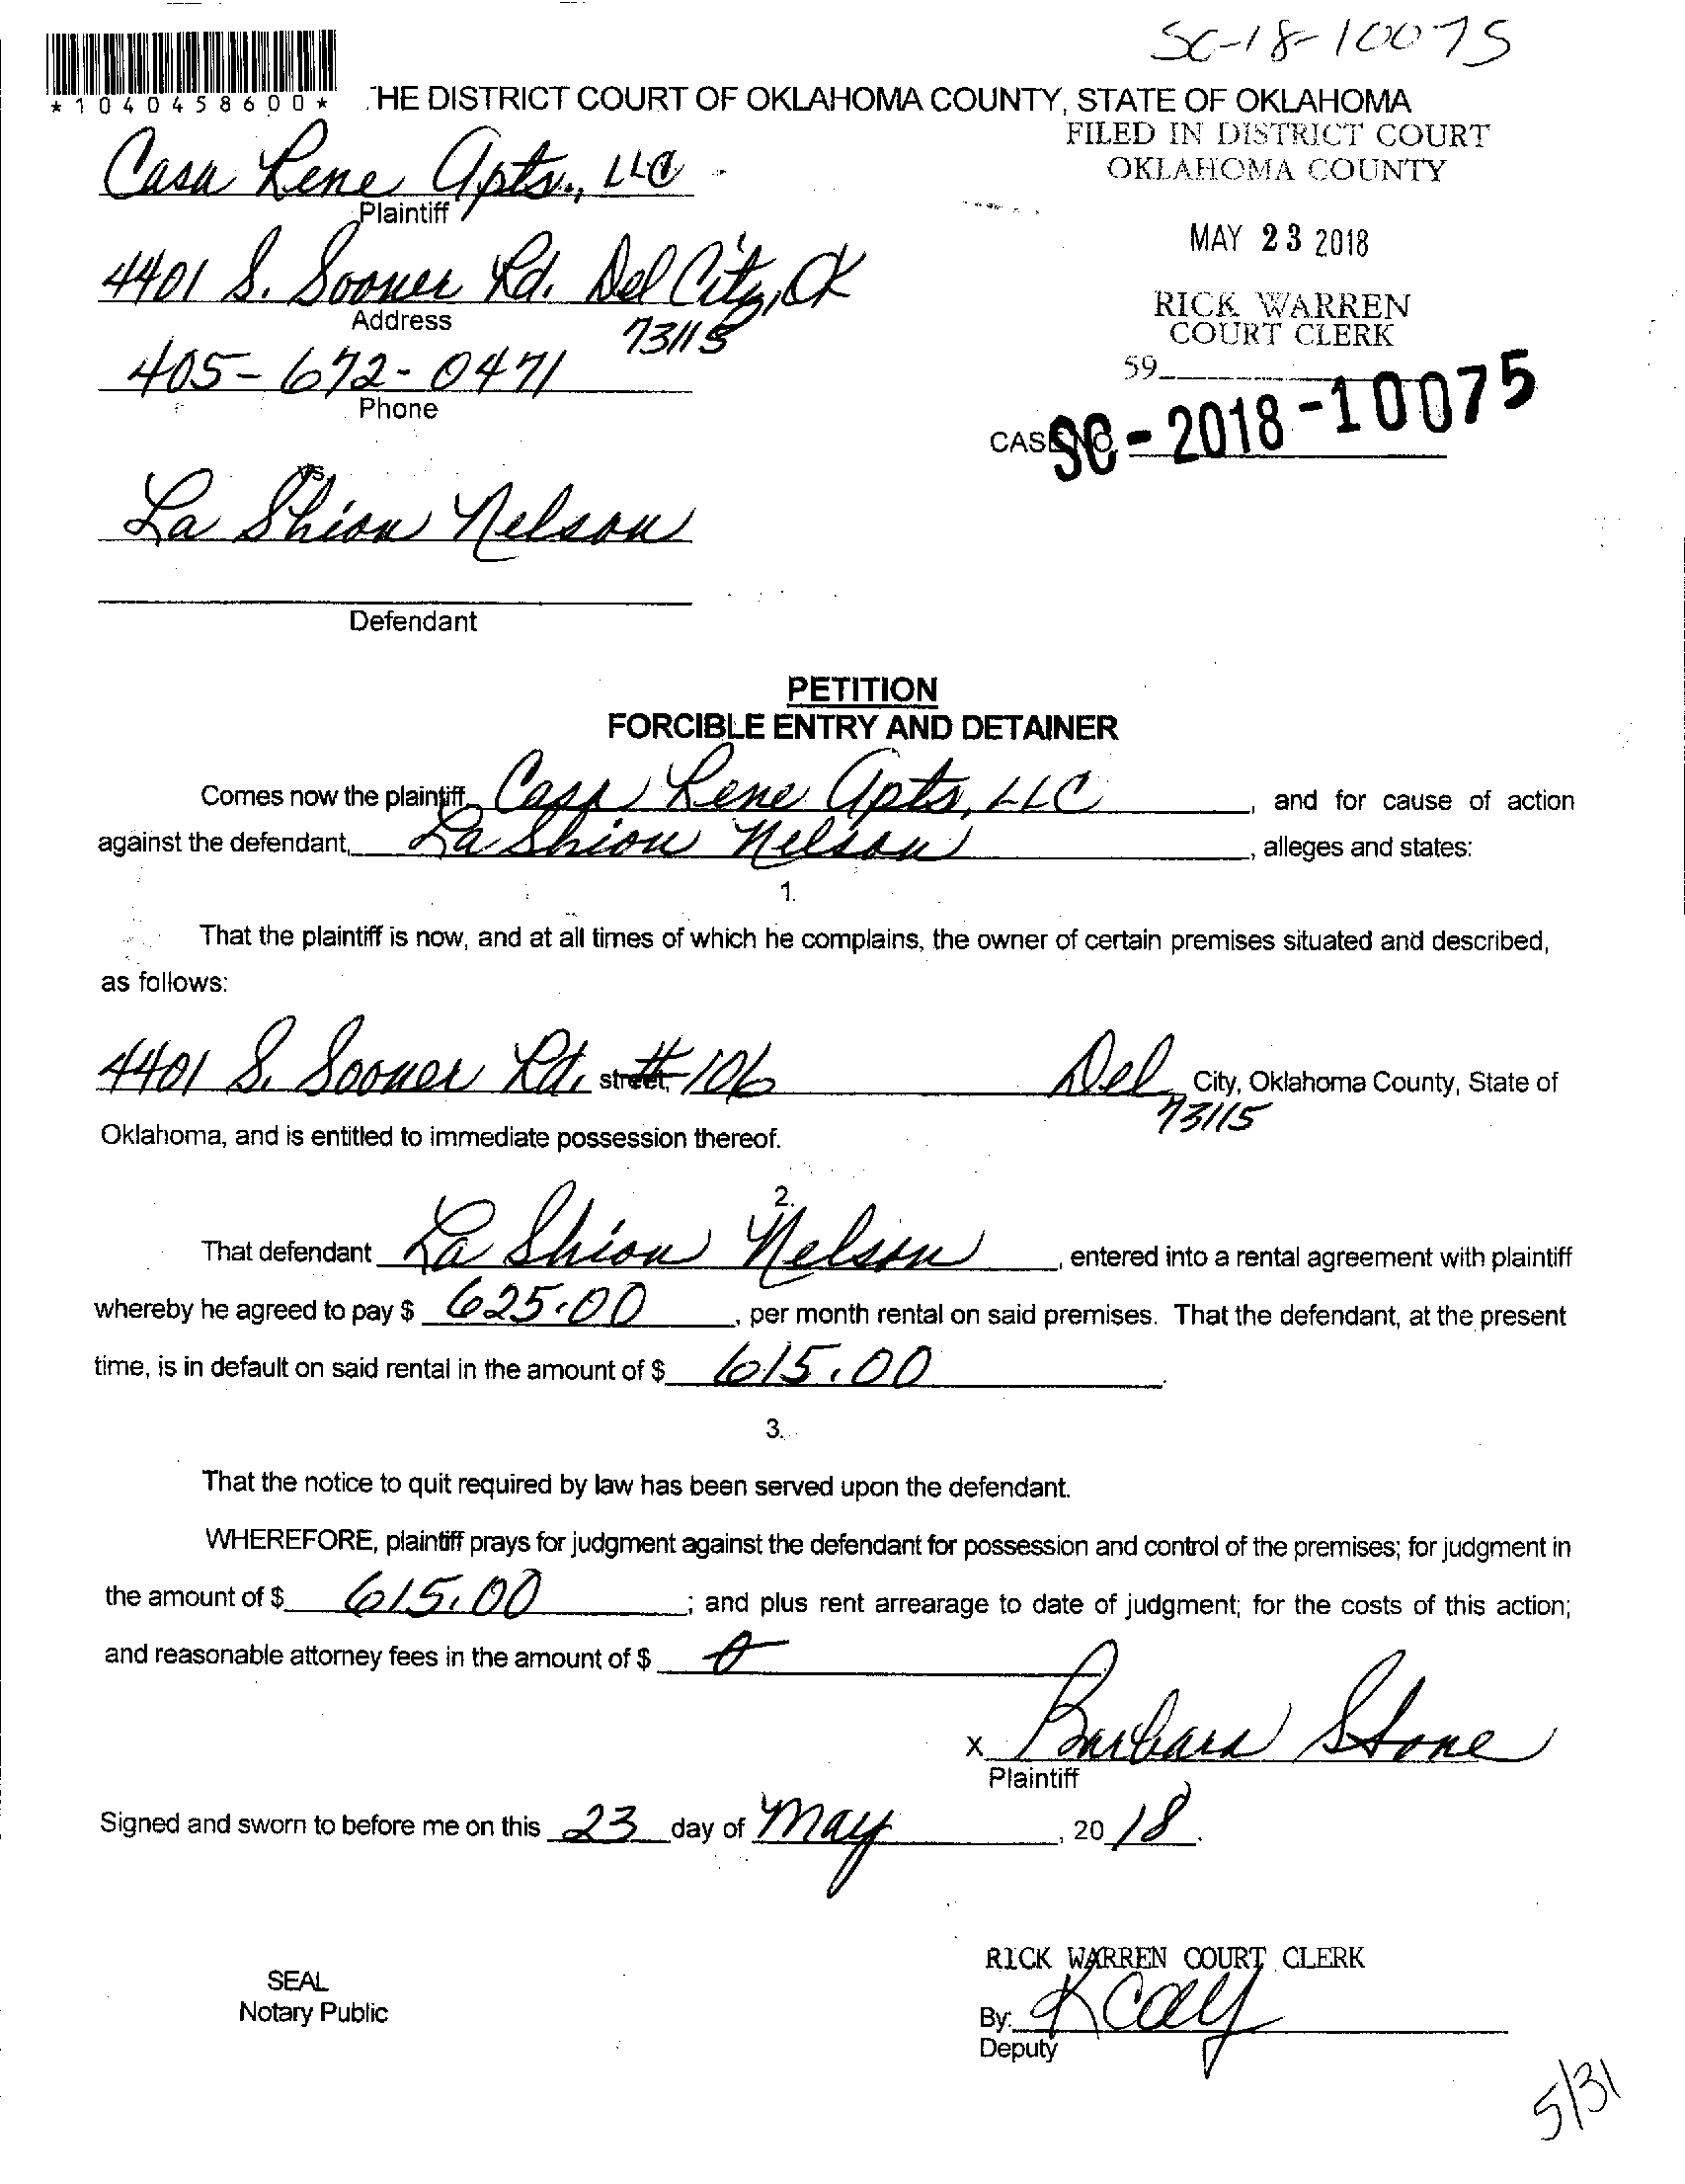 SC-18-10075
*1040458600*
THE DISTRICT COURT OF OKLAHOMA COUNTY, STATE OF OKLAHOMA
FILED IN DISTRICT COURT
OKLAHOMA COUNTY
Casa Rene Apts., LLC
Plaintiff
MAY 23 2018
4401 S. Sooner Rd. Del City, OK
Address
73115
RICK WARREN
COURT CLERK
405-672-0471
Phone
59
CASE NO. SC-2018-10075
vs.
La Shion Nelson
Defendant
PETITION
FORCIBLE ENTRY AND DETAINER
Comes now the plaintiff, Casa Rene Apts, LLC, and for cause of action
against the defendant, La Shion Nelson, alleges and states:
1.
That the plaintiff is now, and at all times of which he complains, the owner of certain premises situated and described,
as follows:
4401 S. Sooner Rd. street, #106 Del City, Oklahoma County, State of
73115
Oklahoma, and is entitled to immediate possession thereof.
2.
That defendant La Shion Nelson, entered into a rental agreement with plaintiff
whereby he agreed to pay $ 625.00, per month rental on said premises. That the defendant, at the present
time, is in default on said rental in the amount of $ 615.00
3.
That the notice to quit required by law has been served upon the defendant.
WHEREFORE, plaintiff prays for judgment against the defendant for possession and control of the premises; for judgment in
the amount of $ 615.00; and plus rent arrearage to date of judgment; for the costs of this action;
and reasonable attorney fees in the amount of $ 0
x Barbara Stone
Plaintiff
Signed and sworn to before me on this 23 day of May, 2018.
RICK WARREN COURT CLERK
SEAL
Notary Public
By: K Cay
Deputy
5/31